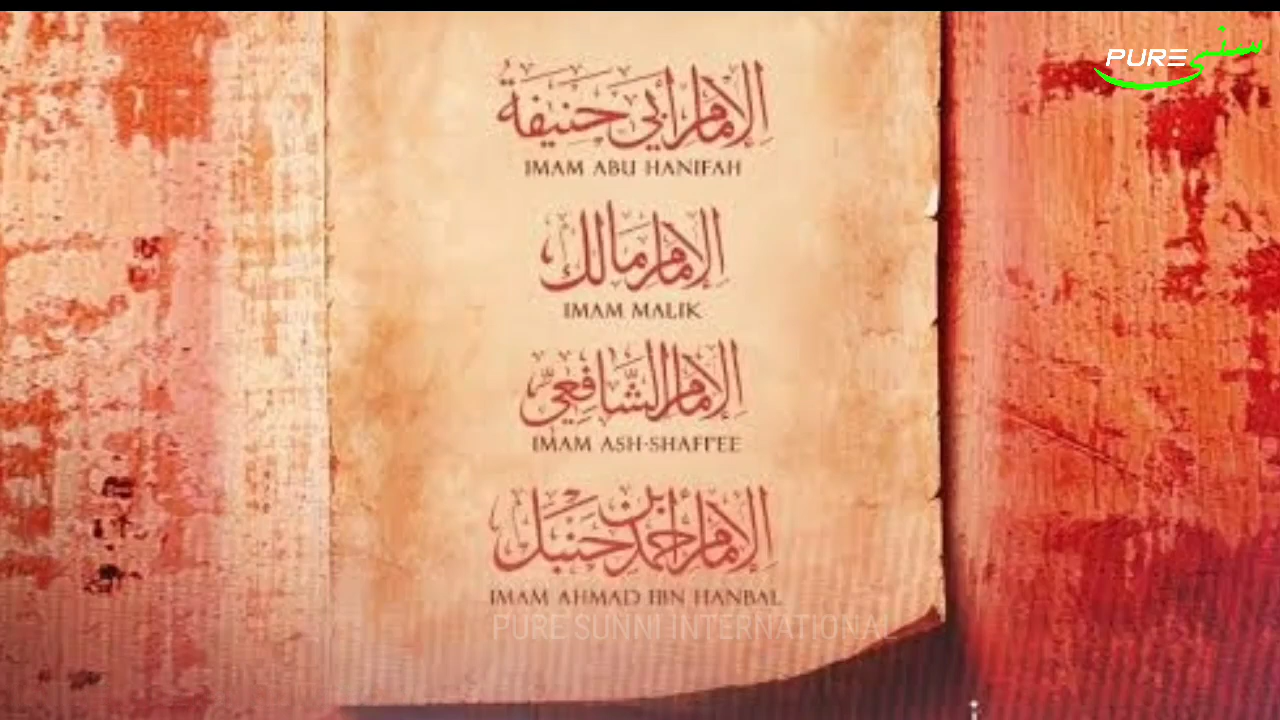 PURE سنی
الإمام أبي حنيفة
IMAM ABU HANIFAH
الإمام مالك
IMAM MALIK
الإمام الشافعي
IMAM ASH-SHAFI'EE
الإمام أحمد بن حنبل
IMAM AHMAD BIN HANBAL
PURE SUNNI INTERNATIONAL